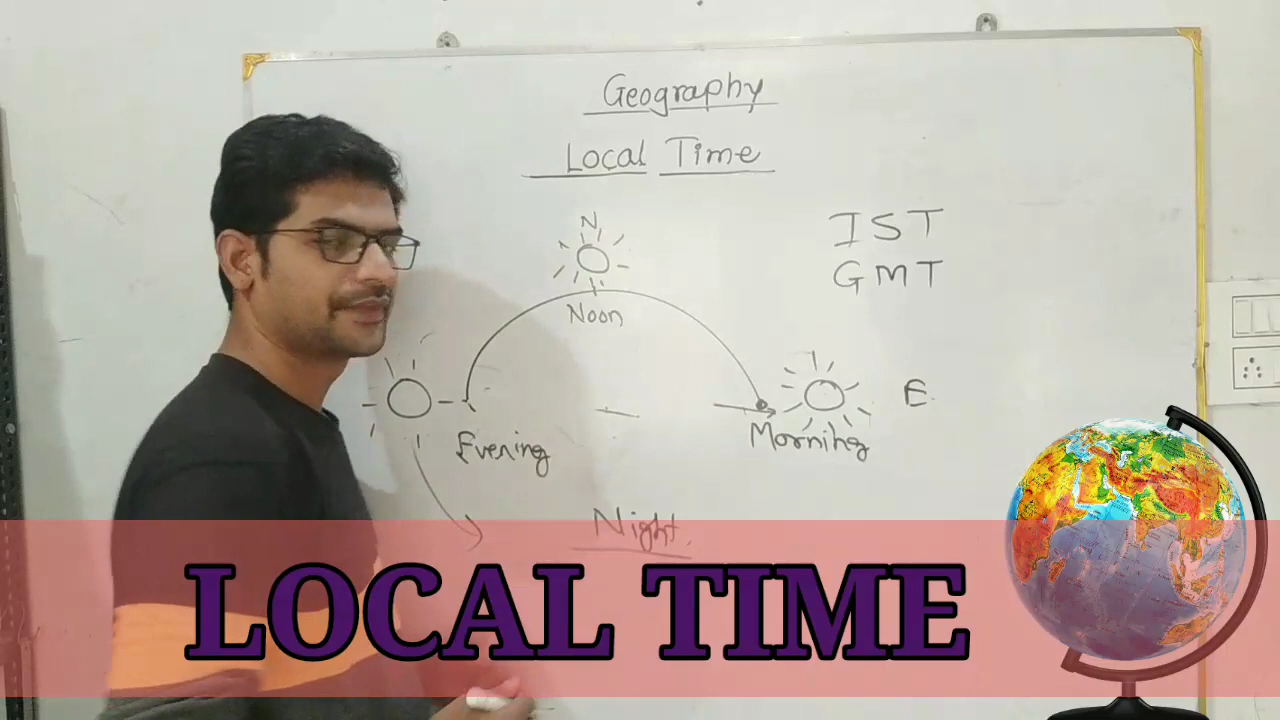 Geography
Local Time
N
IST
GMT
Noon
E
Evening
Morning
Night.
LOCAL TIME